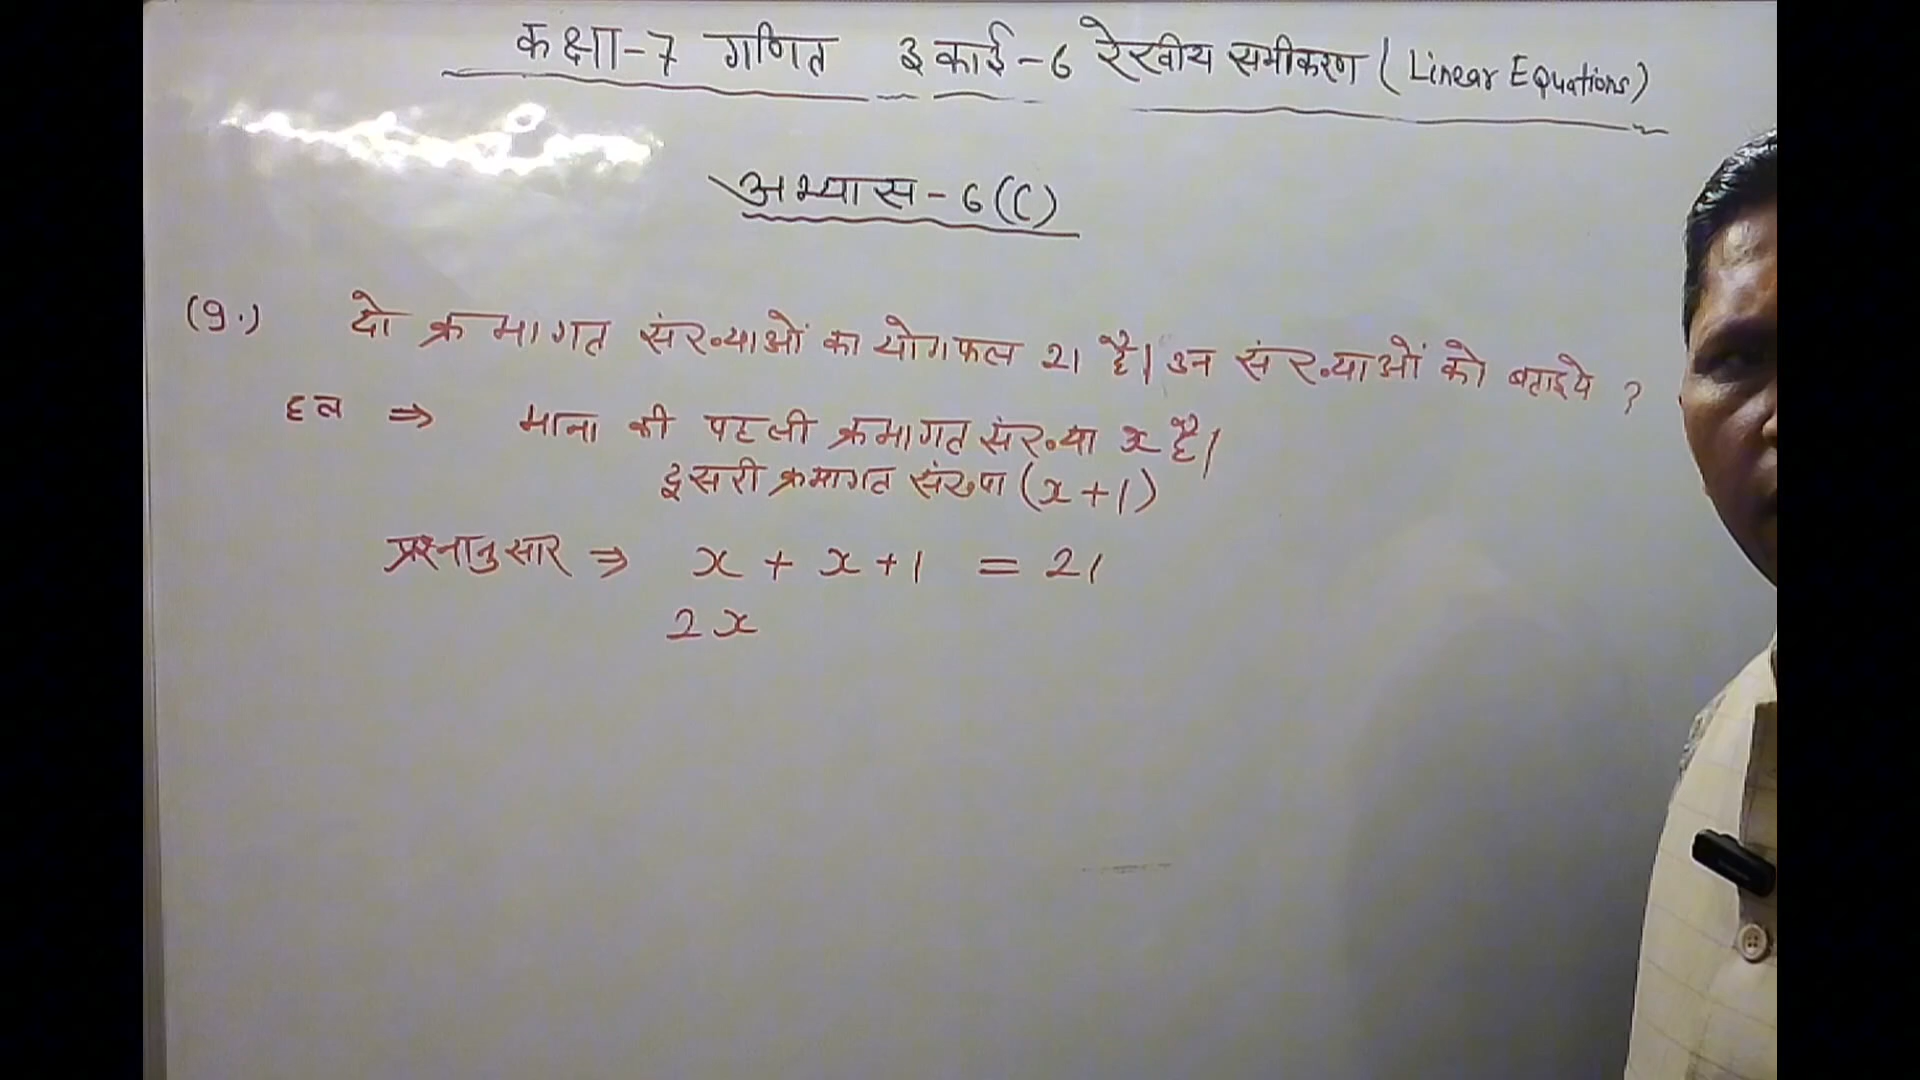 कक्षा-7 गणित इकाई-6 रेखीय समीकरण (Linear Equations)
अभ्यास-6(C)
(9.) दो क्रमागत संख्याओं का योगफल 21 है। उन संख्याओं को बताइये ?
हल ⇒ माना की पहली क्रमागत संख्या x है।
दूसरी क्रमागत संख्या (x+1)
प्रश्नानुसार ⇒ x + x+1 = 21
2x